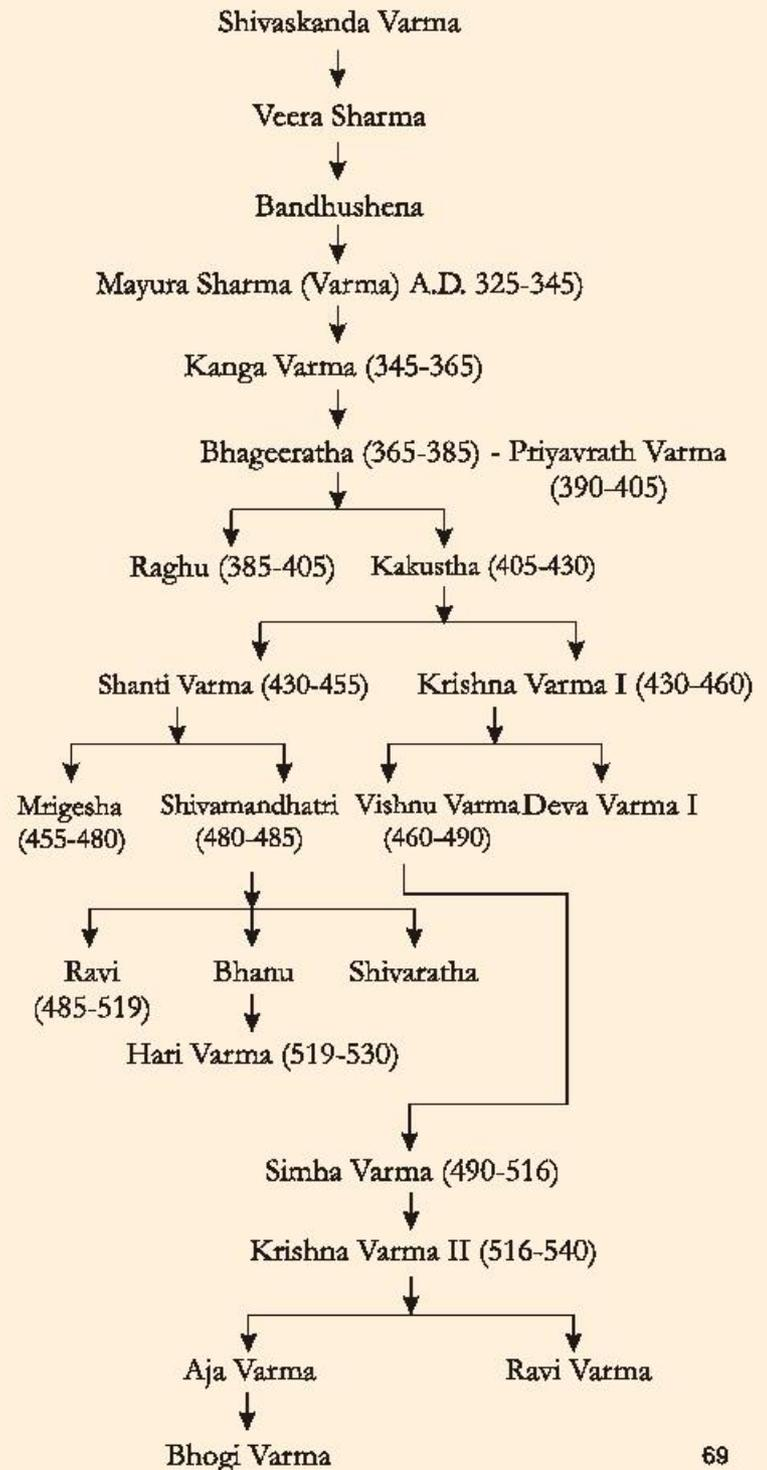 Shivaskanda Varma
Veera Sharma
Bandhushena
Mayura Sharma (Varma) A.D. 325-345)
Kanga Varma (345-365)
Bhageeratha (365-385) - Priyavrath Varma
(390-405)
Raghu (385-405) Kakustha (405-430)
Shanti Varma (430-455) Krishna Varma I (430-460)
Mrigesha Shivamandhatri Vishnu Varma Deva Varma I
(455-480) (480-485) (460-490)
Ravi Bhanu Shivaratha
(485-519)
Hari Varma (519-530)
Simha Varma (490-516)
Krishna Varma II (516-540)
Aja Varma Ravi Varma
Bhogi Varma
69